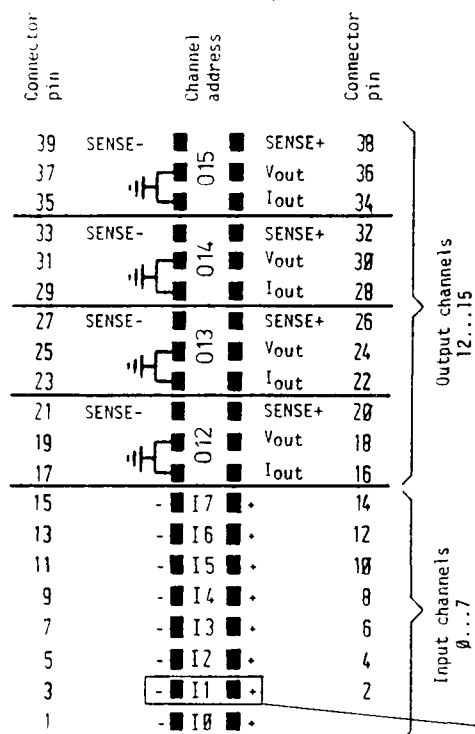 Connector pin
Channel address
Connector pin
39 SENSE- SENSE+ 38
37 O15 Vout 36
35 Iout 34
33 SENSE- SENSE+ 32
31 O14 Vout 30
29 Iout 28
27 SENSE- SENSE+ 26
25 O13 Vout 24
23 Iout 22
21 SENSE- SENSE+ 20
19 O12 Vout 18
17 Iout 16
15 - I7 + 14
13 - I6 + 12
11 - I5 + 10
9 - I4 + 8
7 - I3 + 6
5 - I2 + 4
3 - I1 + 2
1 - I0 +
Output channels
12...15
Input channels
0...7